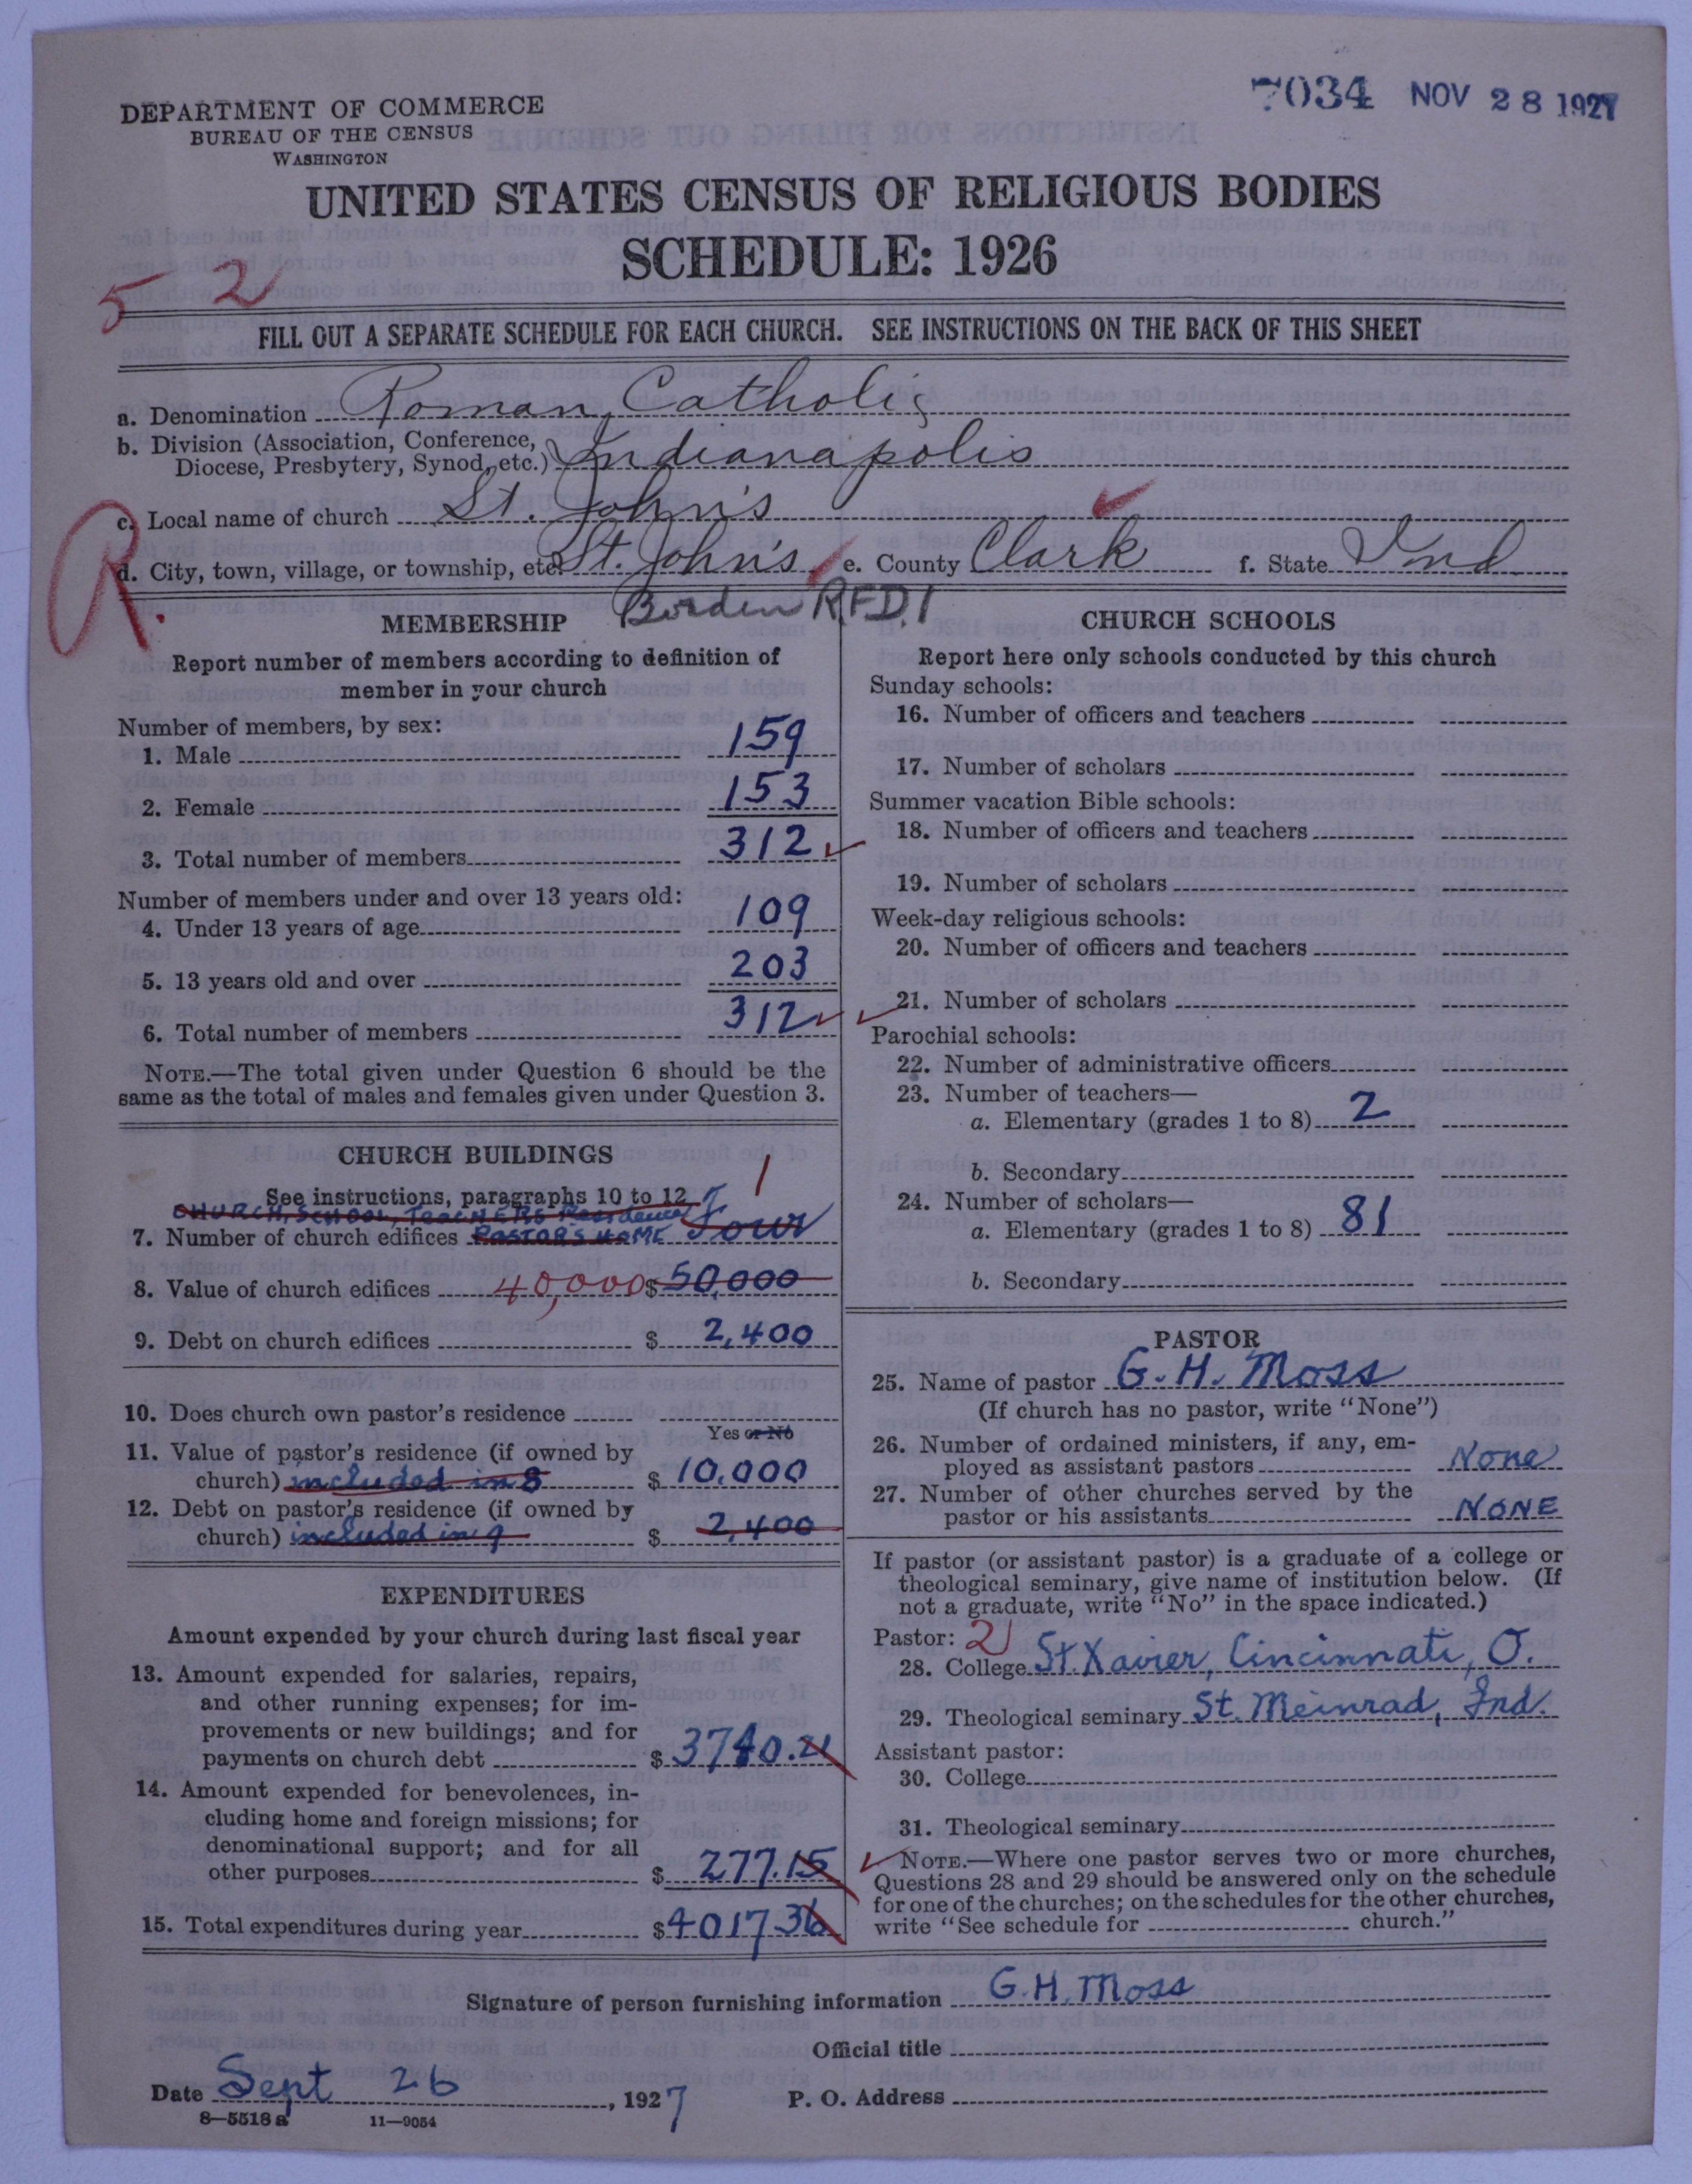 7034 NOV 28 1927
DEPARTMENT OF COMMERCE
BUREAU OF THE CENSUS
WASHINGTON
UNITED STATES CENSUS OF RELIGIOUS BODIES
SCHEDULE: 1926
5 2
FILL OUT A SEPARATE SCHEDULE FOR EACH CHURCH. SEE INSTRUCTIONS ON THE BACK OF THIS SHEET
a. Denomination Roman Catholic
b. Division (Association, Conference, Diocese, Presbytery, Synod, etc.) Indianapolis
c. Local name of church St. John's
d. City, town, village, or township, etc. St. John's e. County Clark f. State Ind.
Borden R.F.D. 1
MEMBERSHIP
Report number of members according to definition of
member in your church
Number of members, by sex:
1. Male 159
2. Female 153
3. Total number of members 312
Number of members under and over 13 years old:
4. Under 13 years of age 109
5. 13 years old and over 203
6. Total number of members 312
NOTE.—The total given under Question 6 should be the
same as the total of males and females given under Question 3.
CHURCH BUILDINGS
1
See instructions, paragraphs 10 to 12
CHURCH, SCHOOL, TEACHERS Residence
7. Number of church edifices PASTOR'S HOME Four
8. Value of church edifices 40,000 $ 50,000
9. Debt on church edifices $ 2,400
10. Does church own pastor's residence
Yes or No
11. Value of pastor's residence (if owned by
church) included in 8 $ 10.000
12. Debt on pastor's residence (if owned by
church) included in 9 $ 2,400
EXPENDITURES
Amount expended by your church during last fiscal year
13. Amount expended for salaries, repairs,
and other running expenses; for im-
provements or new buildings; and for
payments on church debt $ 3740.21
14. Amount expended for benevolences, in-
cluding home and foreign missions; for
denominational support; and for all
other purposes $ 277.15
15. Total expenditures during year $ 4017 36
CHURCH SCHOOLS
Report here only schools conducted by this church
Sunday schools:
16. Number of officers and teachers
17. Number of scholars
Summer vacation Bible schools:
18. Number of officers and teachers
19. Number of scholars
Week-day religious schools:
20. Number of officers and teachers
21. Number of scholars
Parochial schools:
22. Number of administrative officers
23. Number of teachers—
a. Elementary (grades 1 to 8) 2
b. Secondary
24. Number of scholars—
a. Elementary (grades 1 to 8) 81
b. Secondary
PASTOR
25. Name of pastor G. H. Moss
(If church has no pastor, write "None")
26. Number of ordained ministers, if any, em-
ployed as assistant pastors None
27. Number of other churches served by the
pastor or his assistants NONE
If pastor (or assistant pastor) is a graduate of a college or
theological seminary, give name of institution below. (If
not a graduate, write "No" in the space indicated.)
Pastor: 2
28. College St. Xavier, Cincinnati, O.
29. Theological seminary St. Meinrad, Ind.
Assistant pastor:
30. College
31. Theological seminary
NOTE.—Where one pastor serves two or more churches,
Questions 28 and 29 should be answered only on the schedule
for one of the churches; on the schedules for the other churches,
write "See schedule for church."
Signature of person furnishing information G. H. Moss
Official title
Date Sept 26, 1927 P. O. Address
8—5518 a 11—9054